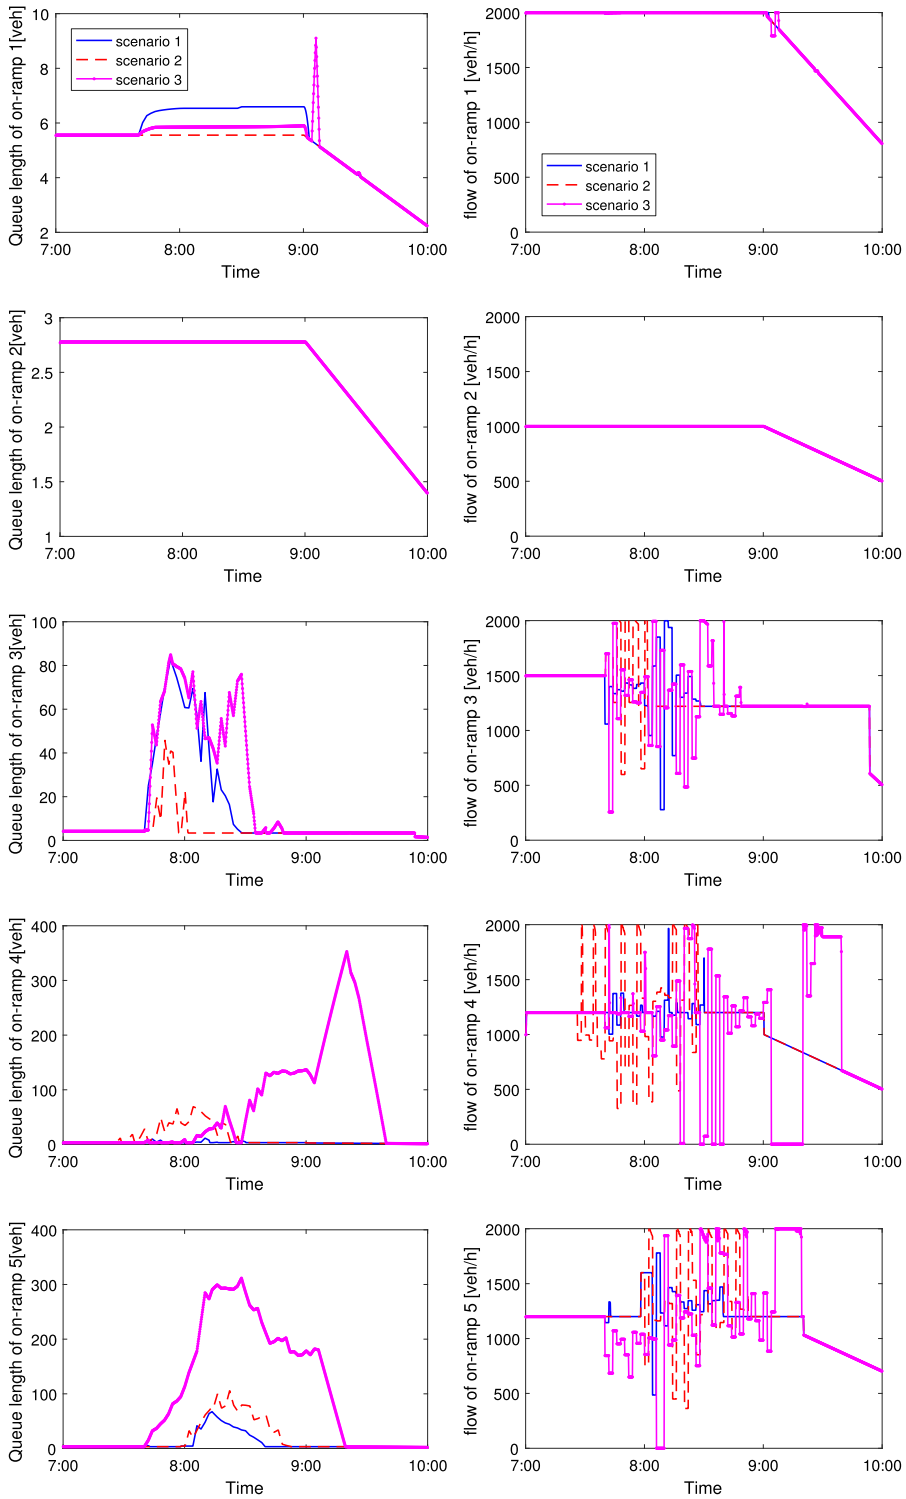 Queue length of on-ramp 1[veh]
10
8
6
4
2
scenario 1
scenario 2
scenario 3
7:00 8:00 9:00 10:00
Time
flow of on-ramp 1 [veh/h]
2000
1500
1000
500
0
scenario 1
scenario 2
scenario 3
7:00 8:00 9:00 10:00
Time
Queue length of on-ramp 2[veh]
3
2.5
2
1.5
1
7:00 8:00 9:00 10:00
Time
flow of on-ramp 2 [veh/h]
2000
1500
1000
500
0
7:00 8:00 9:00 10:00
Time
Queue length of on-ramp 3[veh]
100
80
60
40
20
0
7:00 8:00 9:00 10:00
Time
flow of on-ramp 3 [veh/h]
2000
1500
1000
500
0
7:00 8:00 9:00 10:00
Time
Queue length of on-ramp 4[veh]
400
300
200
100
0
7:00 8:00 9:00 10:00
Time
flow of on-ramp 4 [veh/h]
2000
1500
1000
500
0
7:00 8:00 9:00 10:00
Time
Queue length of on-ramp 5[veh]
400
300
200
100
0
7:00 8:00 9:00 10:00
Time
flow of on-ramp 5 [veh/h]
2000
1500
1000
500
0
7:00 8:00 9:00 10:00
Time